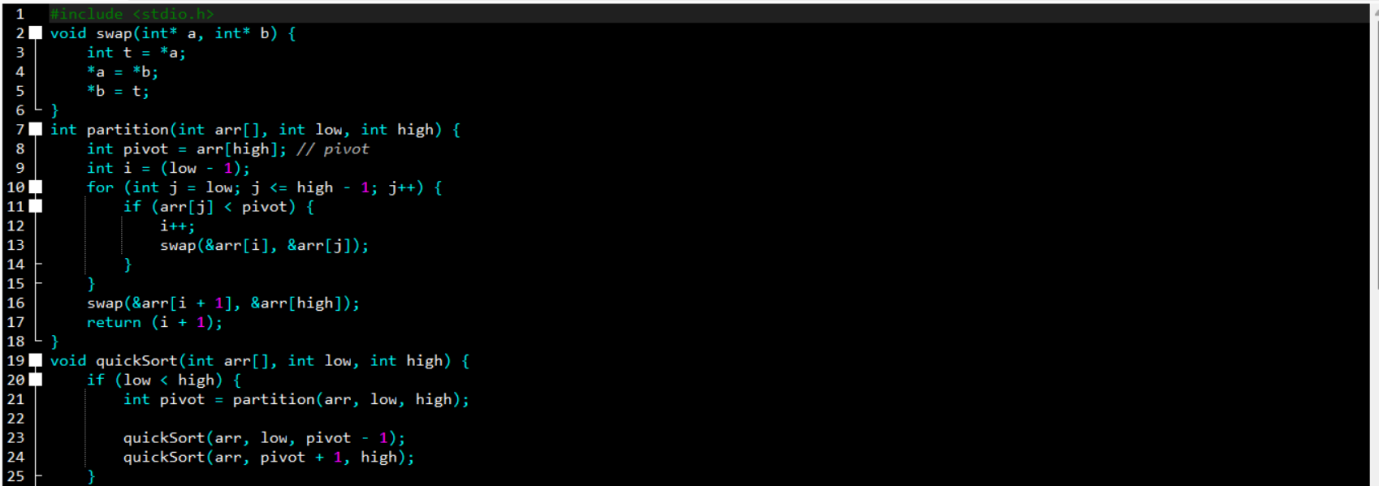 1 #include <stdio.h>
2 void swap(int* a, int* b) {
3     int t = *a;
4     *a = *b;
5     *b = t;
6 }
7 int partition(int arr[], int low, int high) {
8     int pivot = arr[high]; // pivot
9     int i = (low - 1);
10     for (int j = low; j <= high - 1; j++) {
11         if (arr[j] < pivot) {
12             i++;
13             swap(&arr[i], &arr[j]);
14         }
15     }
16     swap(&arr[i + 1], &arr[high]);
17     return (i + 1);
18 }
19 void quickSort(int arr[], int low, int high) {
20     if (low < high) {
21         int pivot = partition(arr, low, high);
22
23         quickSort(arr, low, pivot - 1);
24         quickSort(arr, pivot + 1, high);
25     }